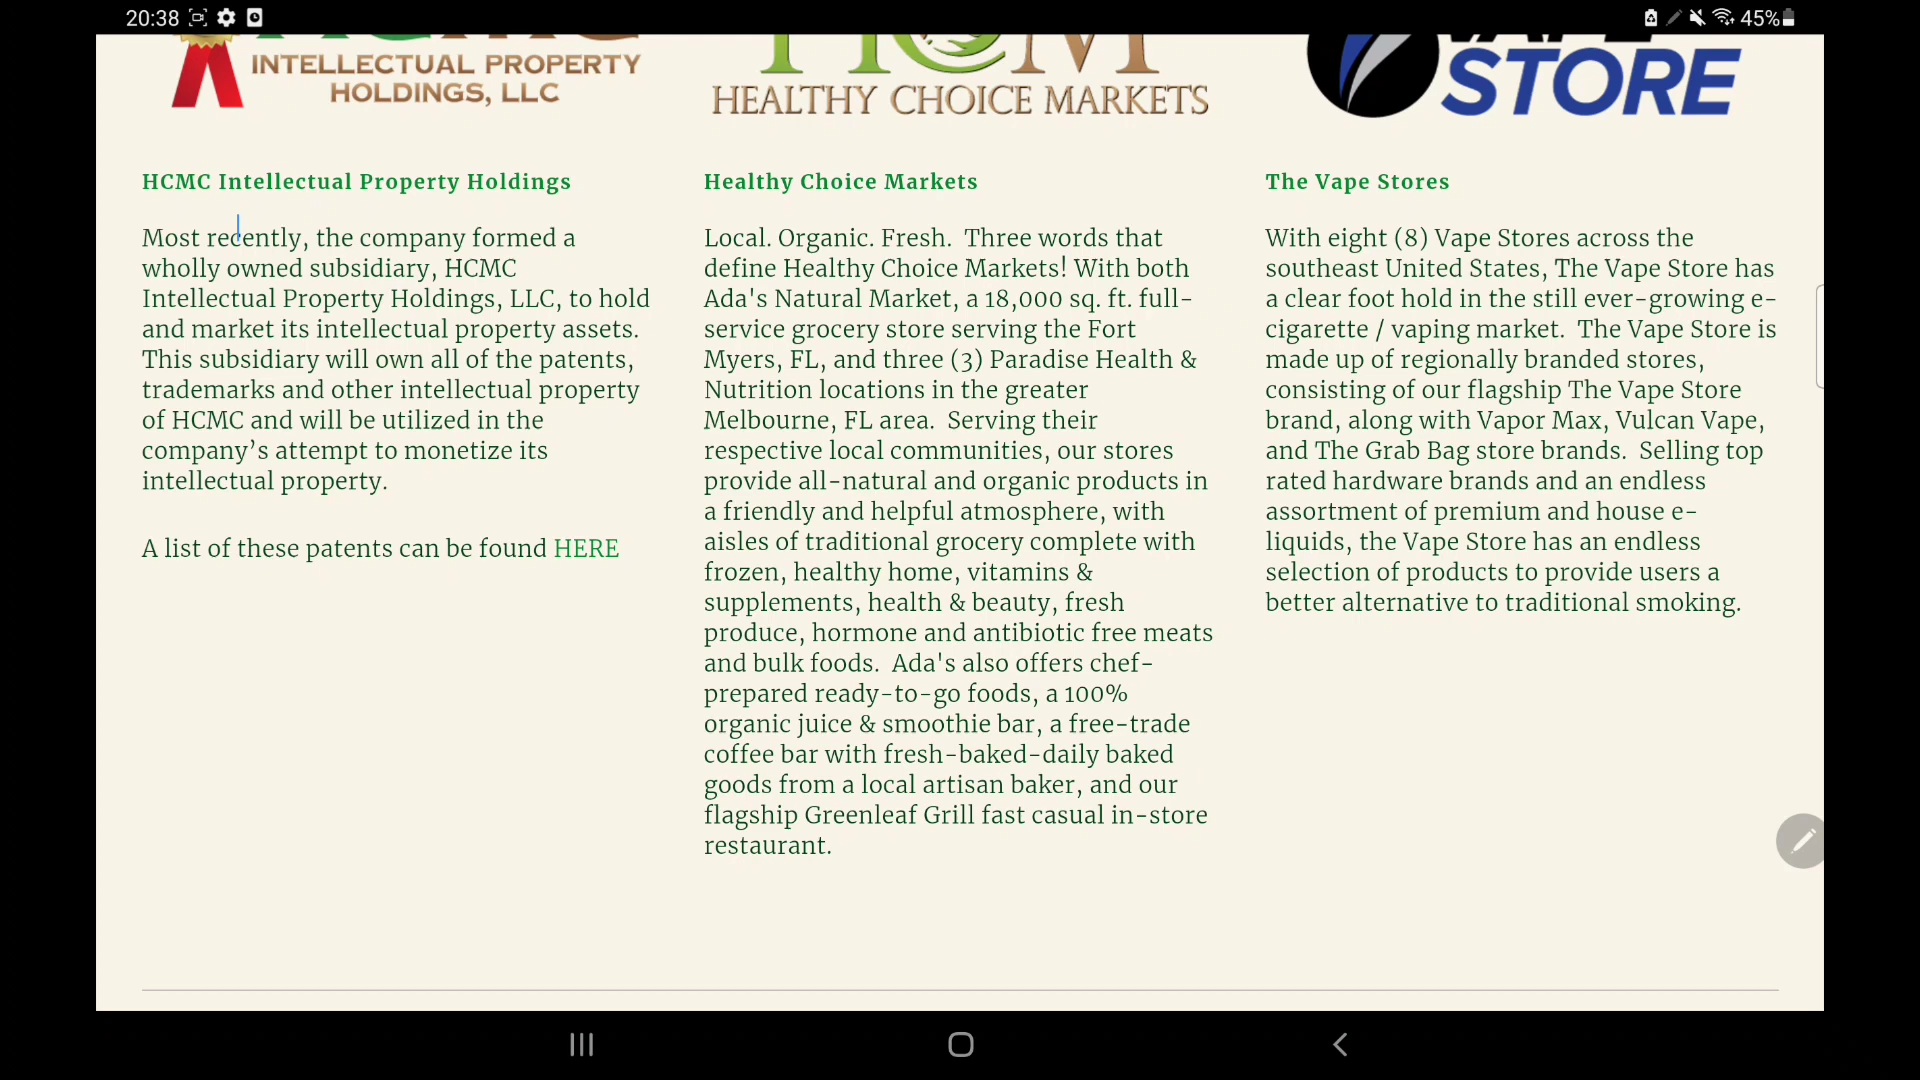 20:38
45%
INTELLECTUAL PROPERTY
HOLDINGS, LLC
HCM
HEALTHY CHOICE MARKETS
STORE
HCMC Intellectual Property Holdings
Most recently, the company formed a
wholly owned subsidiary, HCMC
Intellectual Property Holdings, LLC, to hold
and market its intellectual property assets.
This subsidiary will own all of the patents,
trademarks and other intellectual property
of HCMC and will be utilized in the
company’s attempt to monetize its
intellectual property.
A list of these patents can be found HERE
Healthy Choice Markets
Local. Organic. Fresh.  Three words that
define Healthy Choice Markets! With both
Ada's Natural Market, a 18,000 sq. ft. full-
service grocery store serving the Fort
Myers, FL, and three (3) Paradise Health &
Nutrition locations in the greater
Melbourne, FL area.  Serving their
respective local communities, our stores
provide all-natural and organic products in
a friendly and helpful atmosphere, with
aisles of traditional grocery complete with
frozen, healthy home, vitamins &
supplements, health & beauty, fresh
produce, hormone and antibiotic free meats
and bulk foods.  Ada's also offers chef-
prepared ready-to-go foods, a 100%
organic juice & smoothie bar, a free-trade
coffee bar with fresh-baked-daily baked
goods from a local artisan baker, and our
flagship Greenleaf Grill fast casual in-store
restaurant.
The Vape Stores
With eight (8) Vape Stores across the
southeast United States, The Vape Store has
a clear foot hold in the still ever-growing e-
cigarette / vaping market.  The Vape Store is
made up of regionally branded stores,
consisting of our flagship The Vape Store
brand, along with Vapor Max, Vulcan Vape,
and The Grab Bag store brands.  Selling top
rated hardware brands and an endless
assortment of premium and house e-
liquids, the Vape Store has an endless
selection of products to provide users a
better alternative to traditional smoking.